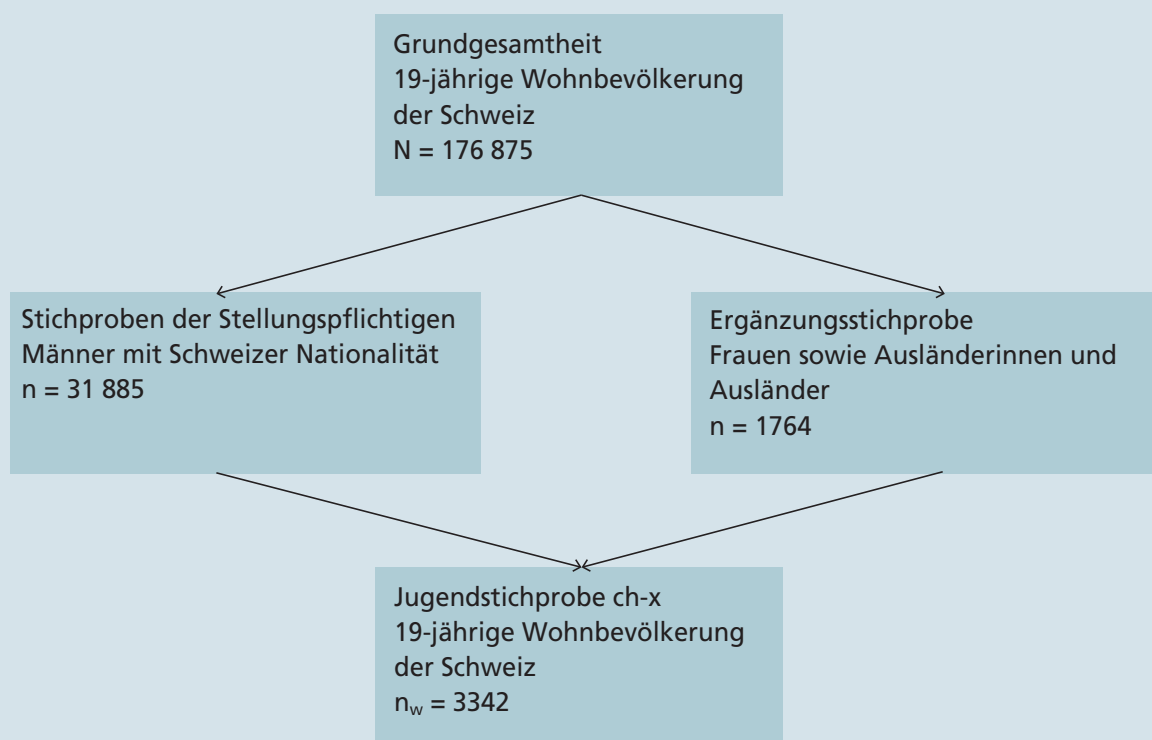 Grundgesamtheit
19-jährige Wohnbevölkerung
der Schweiz
N = 176 875
Stichproben der Stellungspflichtigen
Männer mit Schweizer Nationalität
n = 31 885
Ergänzungsstichprobe
Frauen sowie Ausländerinnen und
Ausländer
n = 1764
Jugendstichprobe ch-x
19-jährige Wohnbevölkerung
der Schweiz
nw = 3342